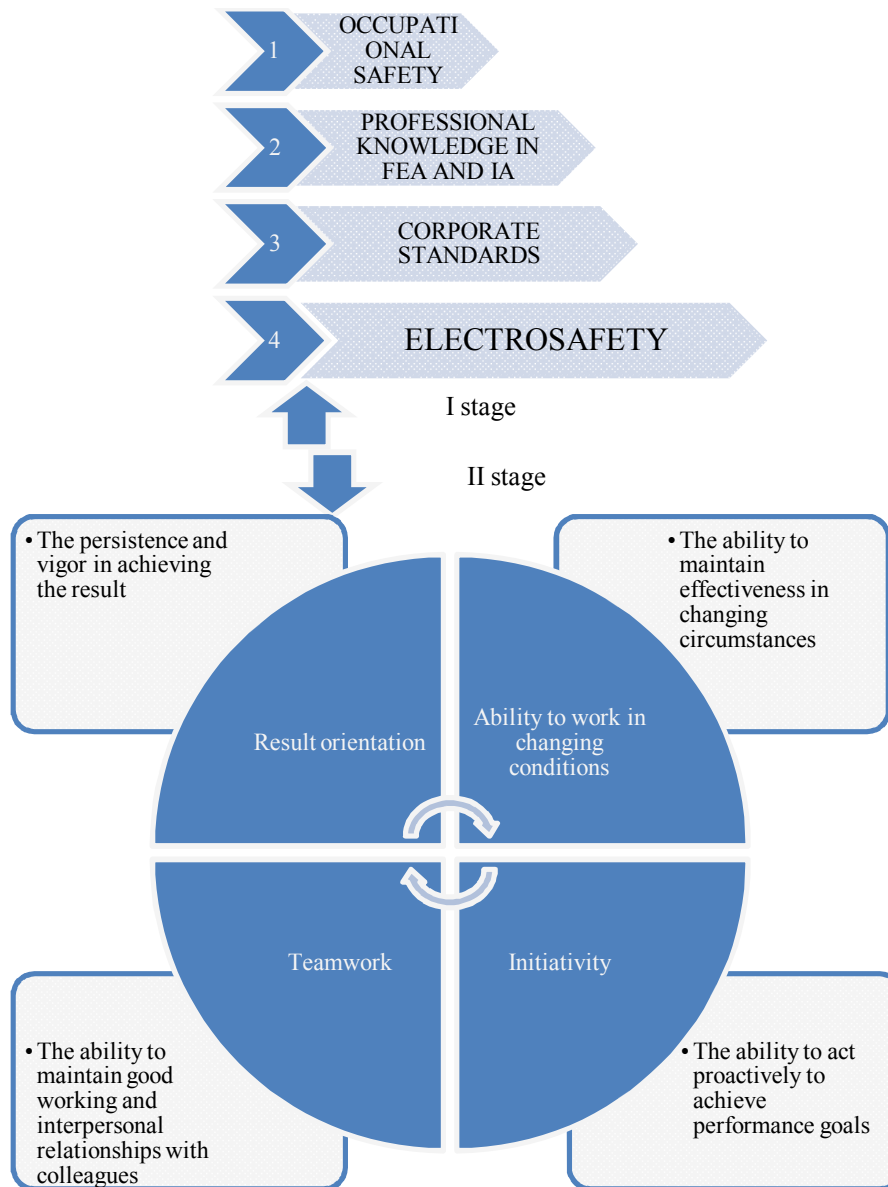 1
OCCUPATI
ONAL
SAFETY
2
PROFESSIONAL
KNOWLEDGE IN
FEA AND IA
3
CORPORATE
STANDARDS
4
ELECTROSAFETY
I stage
II stage
• The persistence and
vigor in achieving
the result
• The ability to
maintain
effectiveness in
changing
circumstances
Result orientation
Ability to work in
changing
conditions
Teamwork
Initiativity
• The ability to
maintain good
working and
interpersonal
relationships with
colleagues
• The ability to act
proactively to
achieve
performance goals